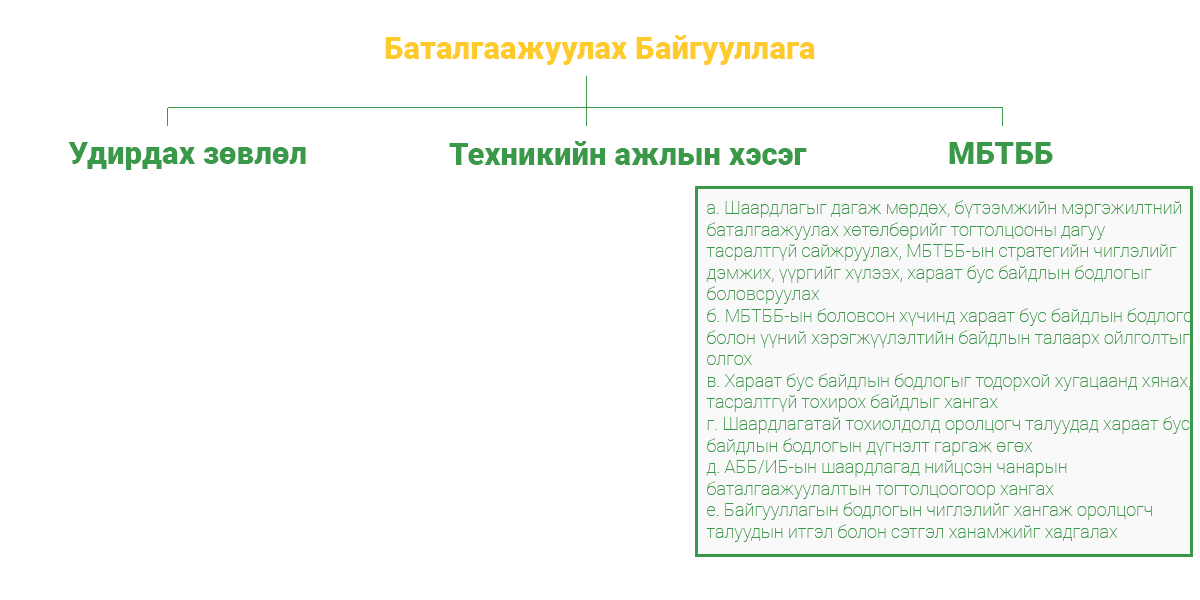 Баталгаажуулах Байгууллага
Удирдах зөвлөл
Техникийн ажлын хэсэг
МБТББ
а. Шаардлагыг дагаж мөрдөх, бүтээмжийн мэргэжилтний
баталгаажуулах хөтөлбөрийг тогтолцооны дагуу
тасралтгүй сайжруулах, МБТББ-ын стратегийн чиглэлийг
дэмжих, үүргийг хүлээх, хараат бус байдлын бодлогыг
боловсруулах
б. МБТББ-ын боловсон хүчинд хараат бус байдлын бодлого
болон үүний хэрэгжүүлэлтийн байдлын талаарх ойлголтыг
олгох
в. Хараат бус байдлын бодлогыг тодорхой хугацаанд хянах,
тасралтгүй тохирох байдлыг хангах
г. Шаардлагатай тохиолдолд оролцогч талуудад хараат бус
байдлын бодлогын дүгнэлт гаргаж өгөх
д. АББ/ИБ-ын шаардлагад нийцсэн чанарын
баталгаажуулалтын тогтолцоогоор хангах
е. Байгууллагын бодлогын чиглэлийг хангаж оролцогч
талуудын итгэл болон сэтгэл ханамжийг хадгалах